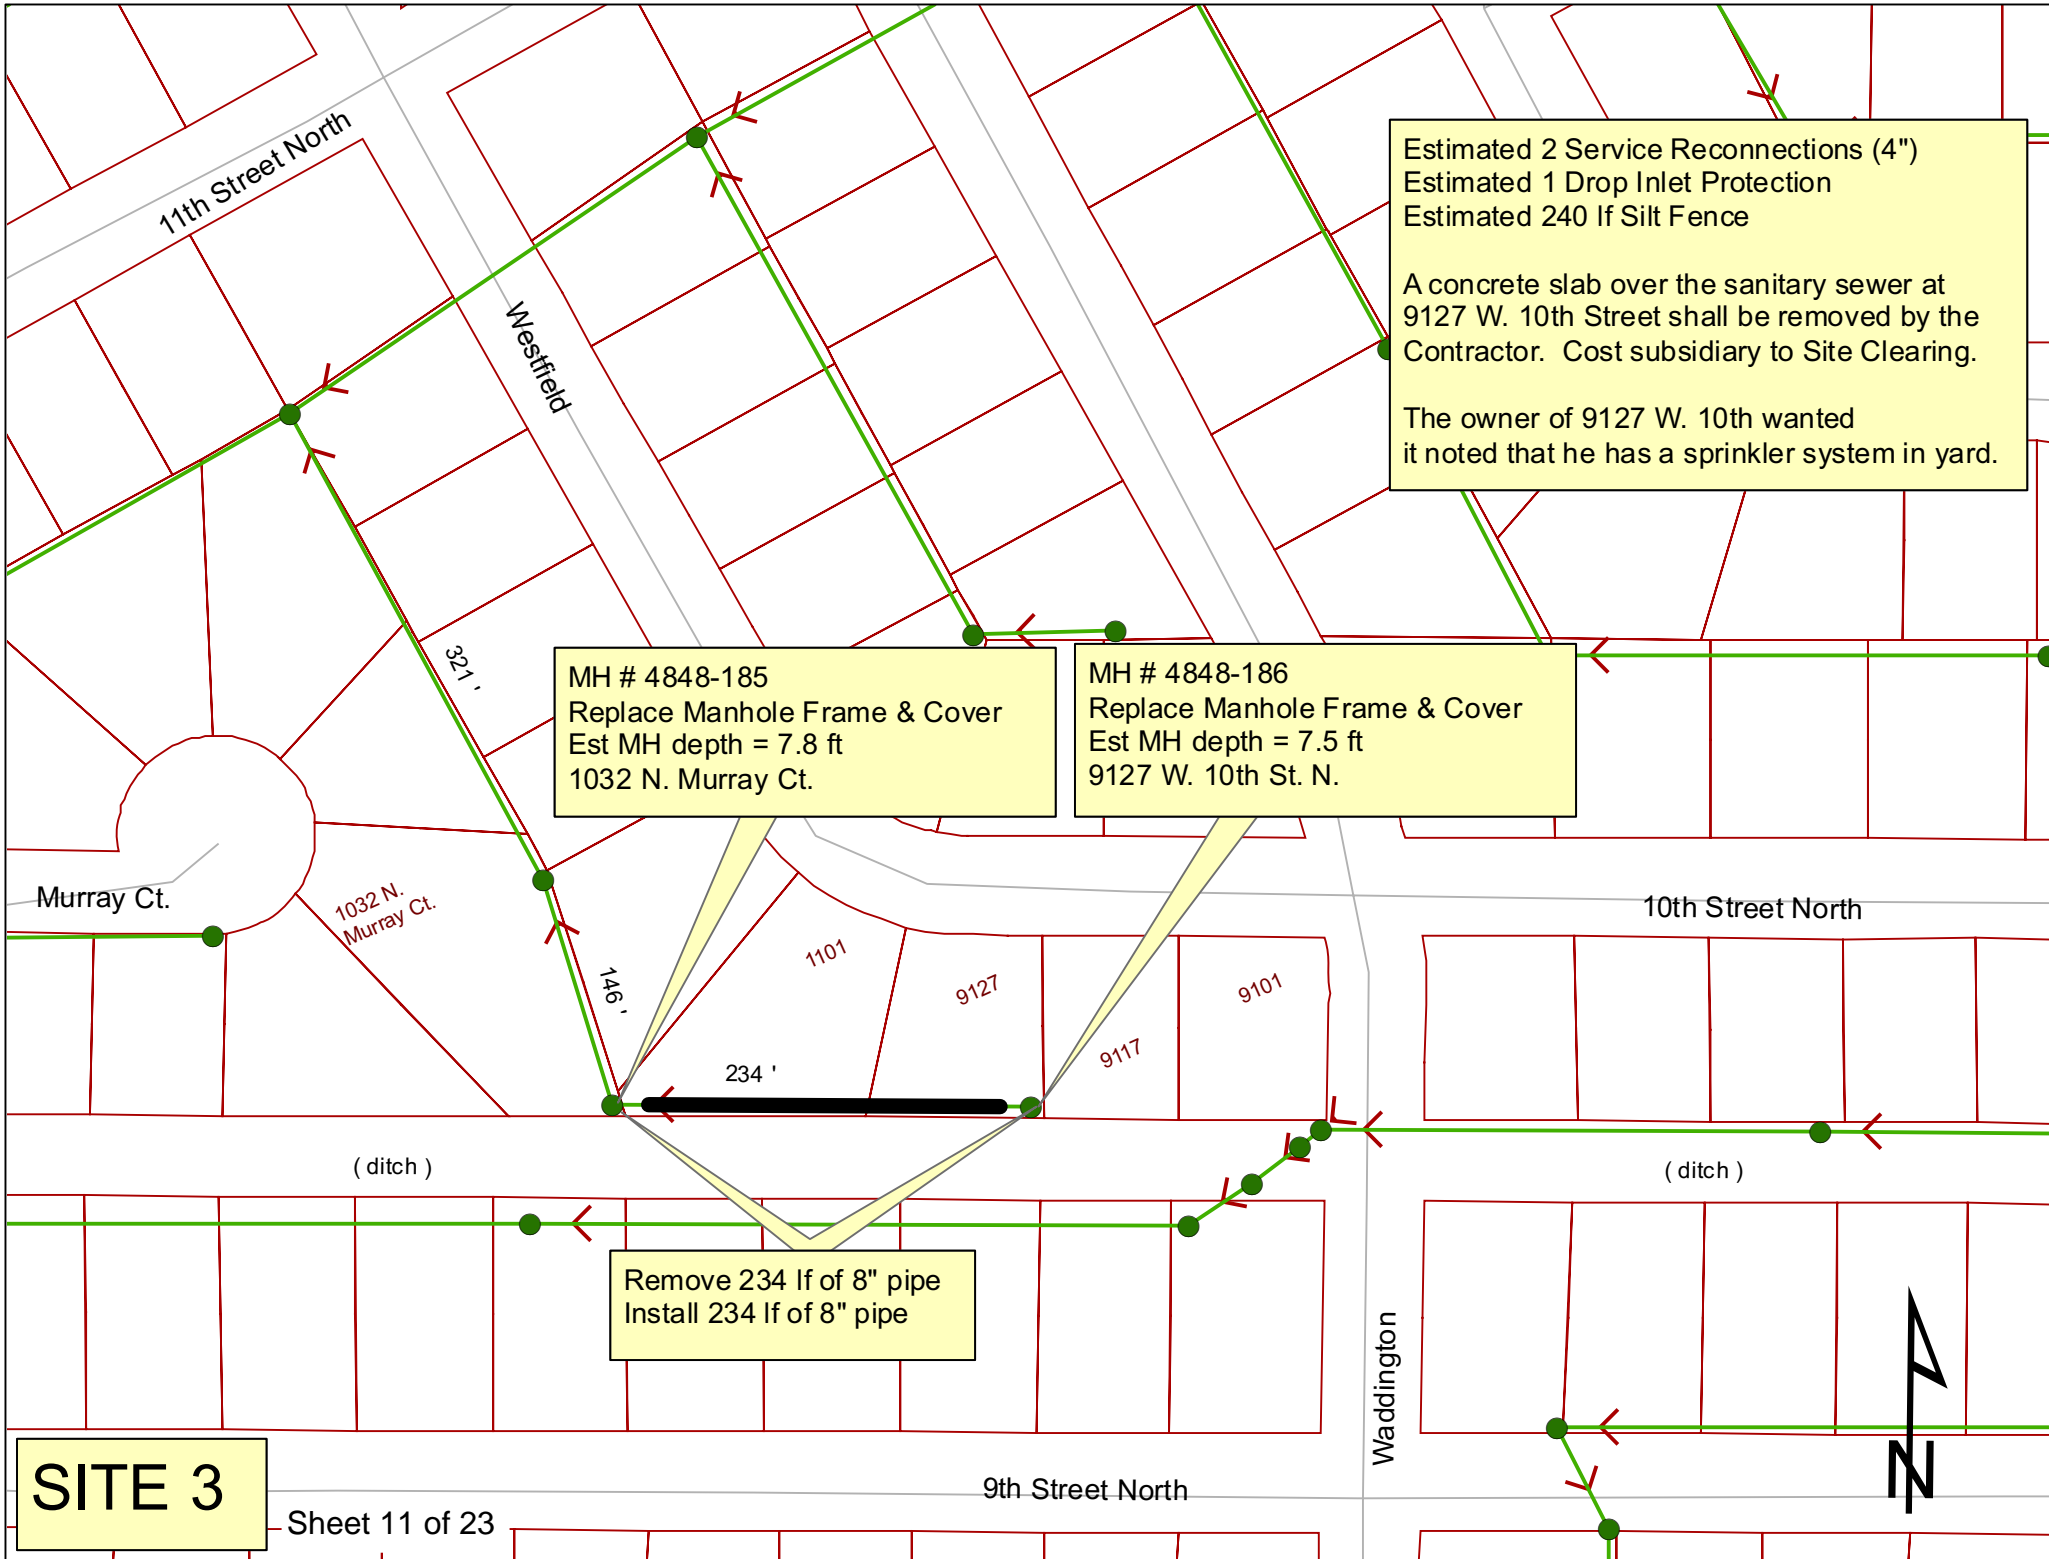 11th Street North
Westfield
Estimated 2 Service Reconnections (4")
Estimated 1 Drop Inlet Protection
Estimated 240 lf Silt Fence
A concrete slab over the sanitary sewer at
9127 W. 10th Street shall be removed by the
Contractor. Cost subsidiary to Site Clearing.
The owner of 9127 W. 10th wanted
it noted that he has a sprinkler system in yard.
321 '
MH # 4848-185
Replace Manhole Frame & Cover
Est MH depth = 7.8 ft
1032 N. Murray Ct.
MH # 4848-186
Replace Manhole Frame & Cover
Est MH depth = 7.5 ft
9127 W. 10th St. N.
Murray Ct.
1032 N.
Murray Ct.
10th Street North
146 '
1101
9127
9101
9117
234 '
( ditch )
( ditch )
Remove 234 lf of 8" pipe
Install 234 lf of 8" pipe
Waddington
N
SITE 3
9th Street North
Sheet 11 of 23